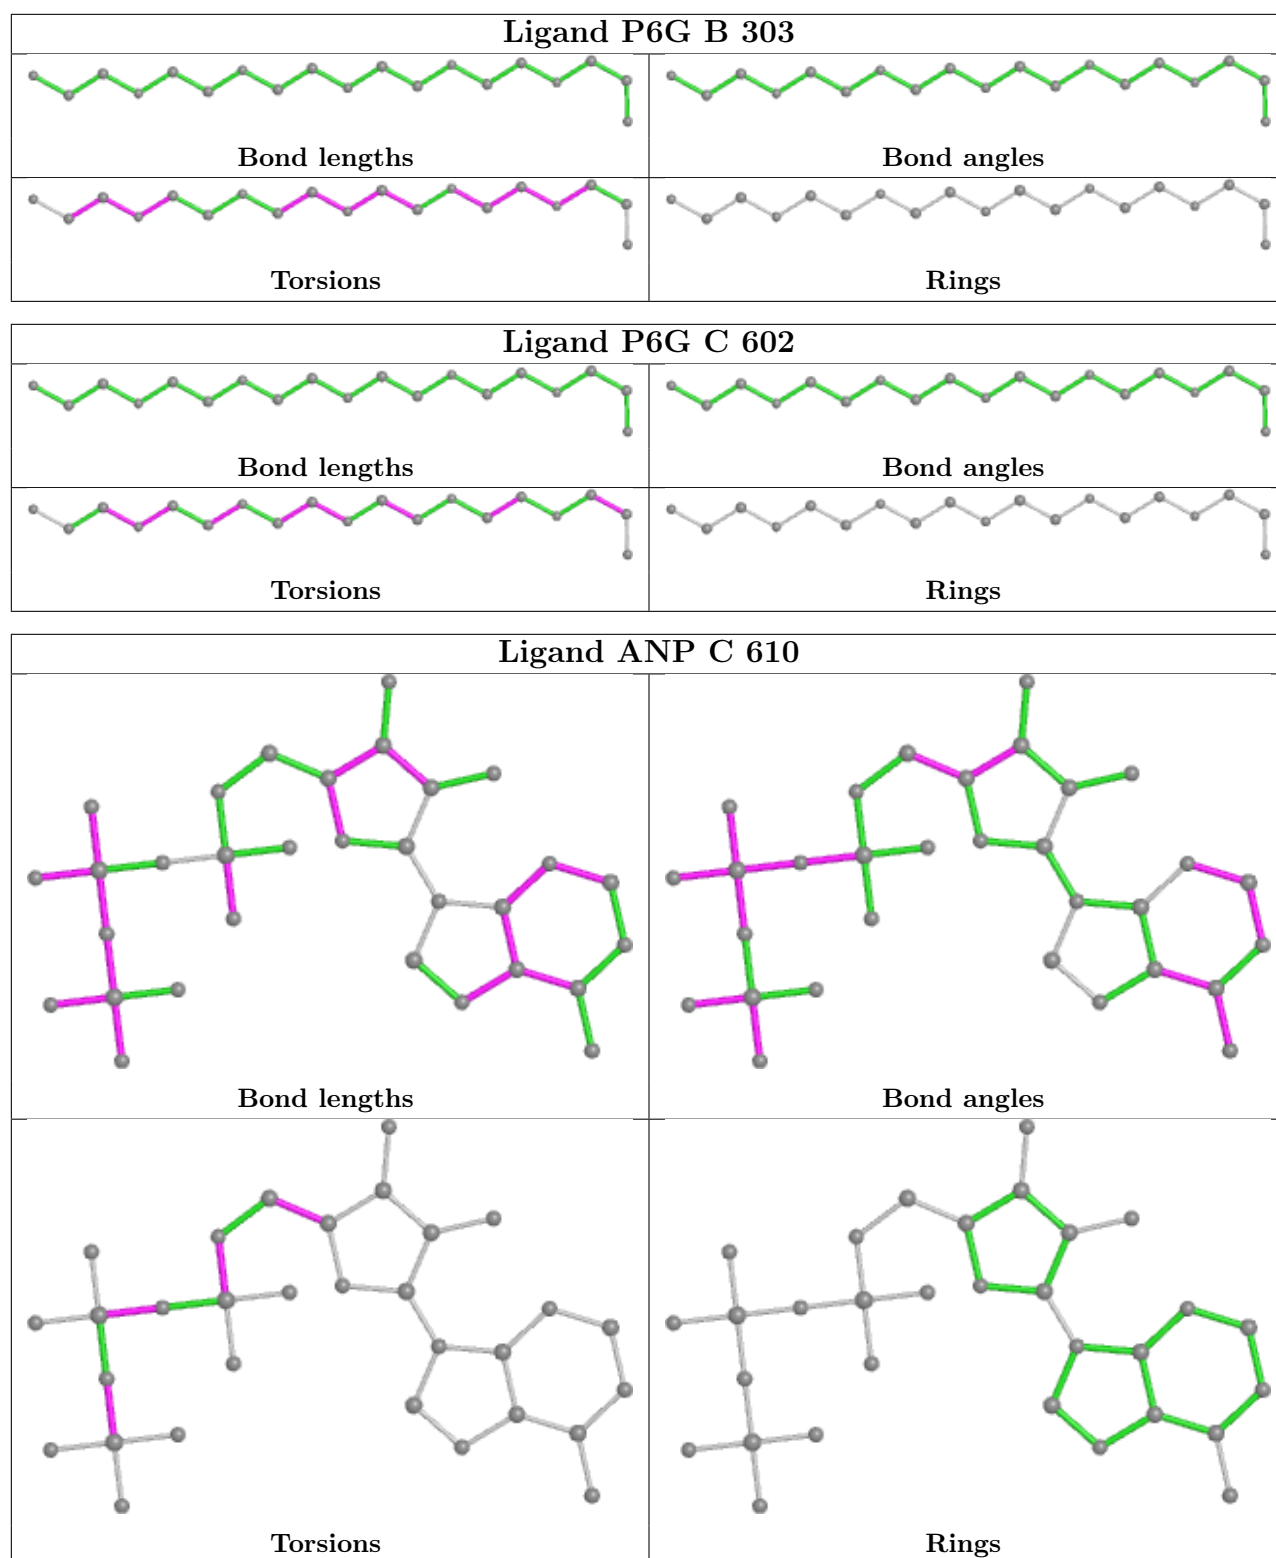 Ligand P6G B 303
Bond lengths
Bond angles
Torsions
Rings
Ligand P6G C 602
Bond lengths
Bond angles
Torsions
Rings
Ligand ANP C 610
Bond lengths
Bond angles
Torsions
Rings